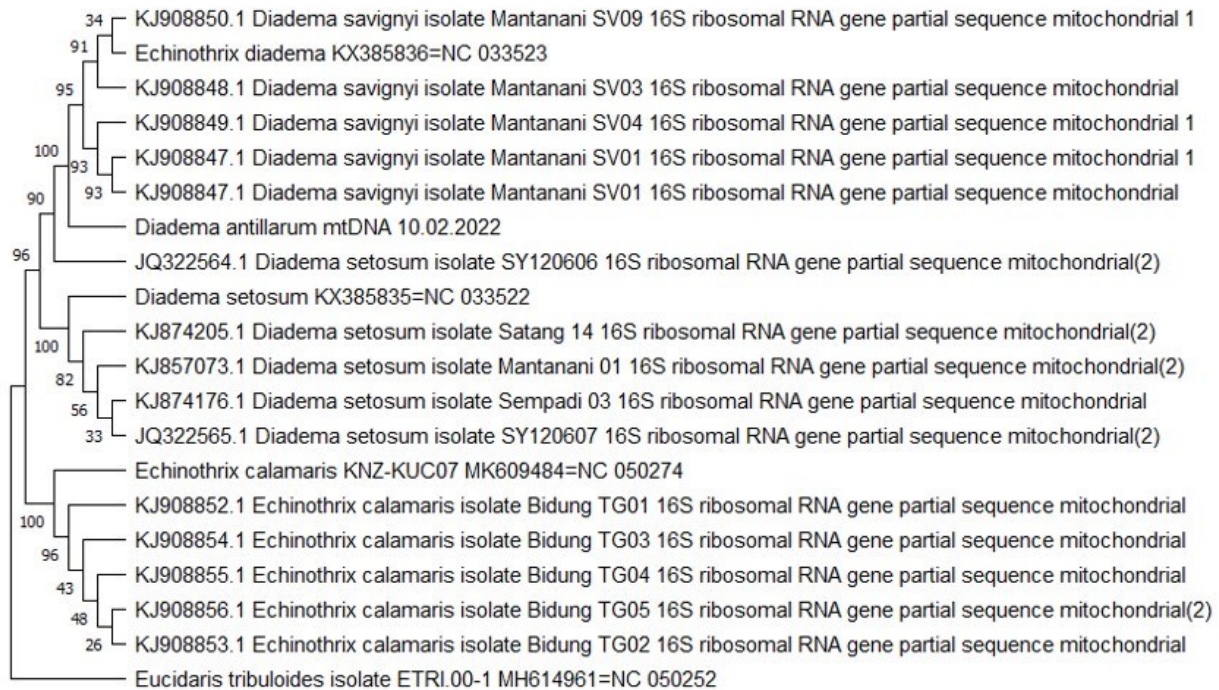 34 KJ908850.1 Diadema savignyi isolate Mantanani SV09 16S ribosomal RNA gene partial sequence mitochondrial 1
91 Echinothrix diadema KX385836=NC 033523
95 KJ908848.1 Diadema savignyi isolate Mantanani SV03 16S ribosomal RNA gene partial sequence mitochondrial
KJ908849.1 Diadema savignyi isolate Mantanani SV04 16S ribosomal RNA gene partial sequence mitochondrial 1
100 93 KJ908847.1 Diadema savignyi isolate Mantanani SV01 16S ribosomal RNA gene partial sequence mitochondrial 1
93 KJ908847.1 Diadema savignyi isolate Mantanani SV01 16S ribosomal RNA gene partial sequence mitochondrial
90 Diadema antillarum mtDNA 10.02.2022
96 JQ322564.1 Diadema setosum isolate SY120606 16S ribosomal RNA gene partial sequence mitochondrial(2)
Diadema setosum KX385835=NC 033522
100 KJ874205.1 Diadema setosum isolate Satang 14 16S ribosomal RNA gene partial sequence mitochondrial(2)
82 KJ857073.1 Diadema setosum isolate Mantanani 01 16S ribosomal RNA gene partial sequence mitochondrial(2)
56 KJ874176.1 Diadema setosum isolate Sempadi 03 16S ribosomal RNA gene partial sequence mitochondrial
33 JQ322565.1 Diadema setosum isolate SY120607 16S ribosomal RNA gene partial sequence mitochondrial(2)
Echinothrix calamaris KNZ-KUC07 MK609484=NC 050274
100 KJ908852.1 Echinothrix calamaris isolate Bidung TG01 16S ribosomal RNA gene partial sequence mitochondrial
96 KJ908854.1 Echinothrix calamaris isolate Bidung TG03 16S ribosomal RNA gene partial sequence mitochondrial
43 KJ908855.1 Echinothrix calamaris isolate Bidung TG04 16S ribosomal RNA gene partial sequence mitochondrial
48 KJ908856.1 Echinothrix calamaris isolate Bidung TG05 16S ribosomal RNA gene partial sequence mitochondrial(2)
26 KJ908853.1 Echinothrix calamaris isolate Bidung TG02 16S ribosomal RNA gene partial sequence mitochondrial
Eucidaris tribuloides isolate ETRI.00-1 MH614961=NC 050252